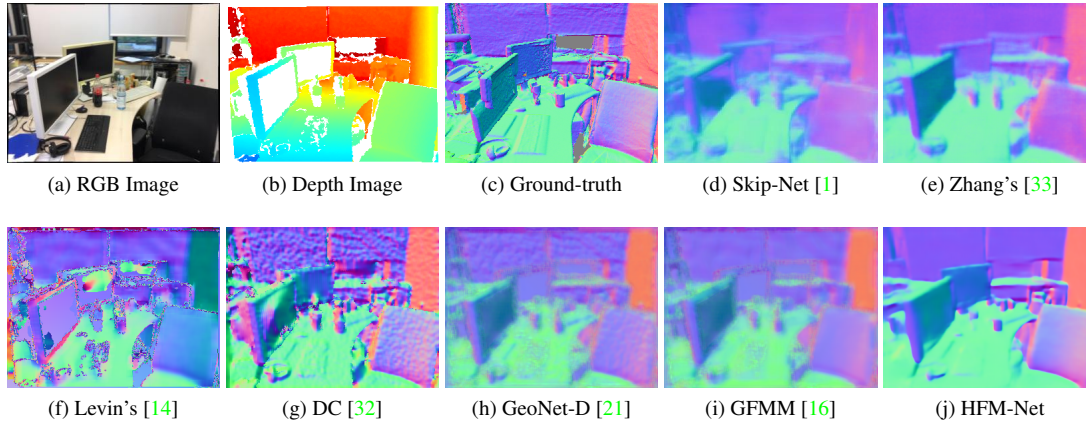 (a) RGB Image (b) Depth Image (c) Ground-truth (d) Skip-Net [1] (e) Zhang's [33]
(f) Levin's [14] (g) DC [32] (h) GeoNet-D [21] (i) GFMM [16] (j) HFM-Net